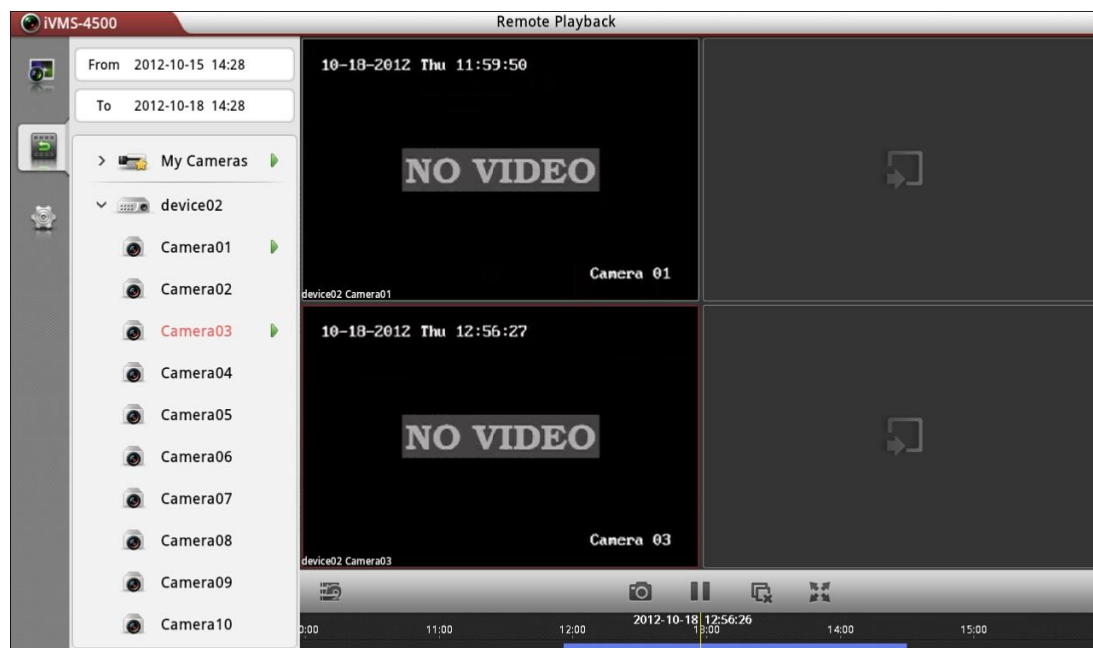 iVMS-4500
Remote Playback
From 2012-10-15 14:28
To 2012-10-18 14:28
My Cameras
device02
Camera01
Camera02
Camera03
Camera04
Camera05
Camera06
Camera07
Camera08
Camera09
Camera10
10-18-2012 Thu 11:59:50
NO VIDEO
Camera 01
device02 Camera01
10-18-2012 Thu 12:56:27
NO VIDEO
Camera 03
device02 Camera03
2012-10-18 12:56:26
0:00 11:00 12:00 13:00 14:00 15:00